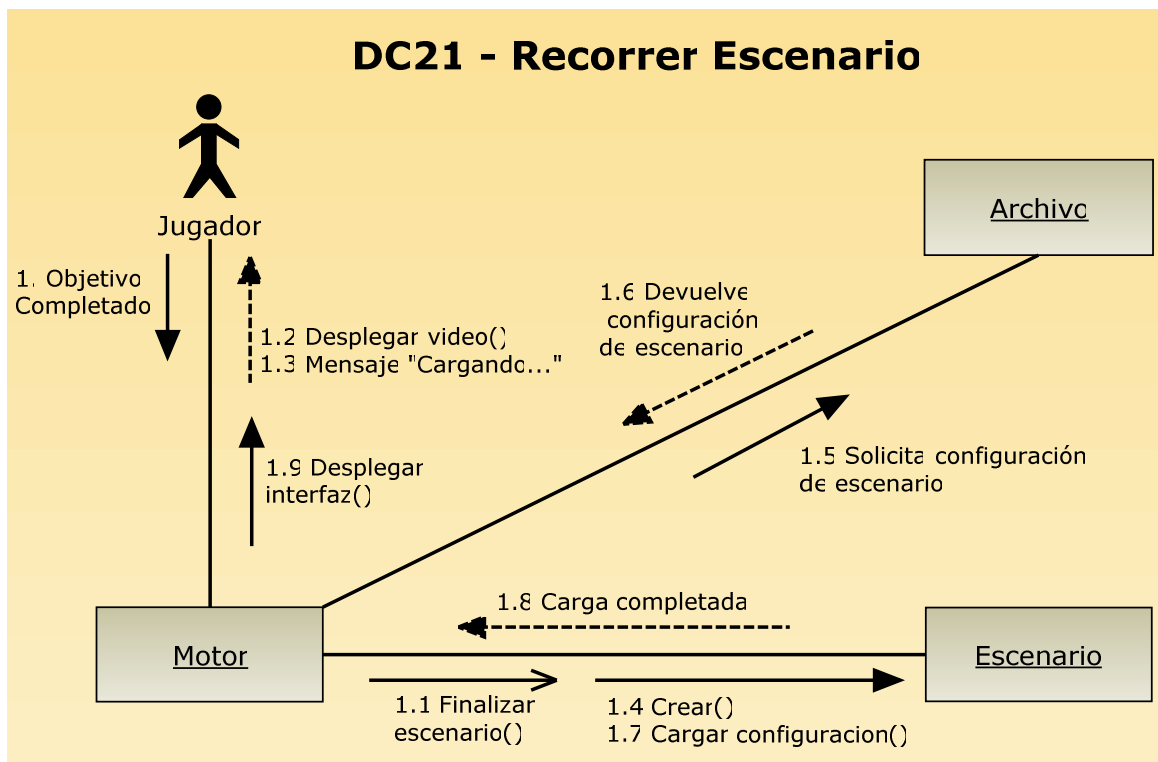 DC21 - Recorrer Escenario
Jugador
Archivo
1. Objetivo
Completado
1.2 Desplegar video()
1.3 Mensaje "Cargando..."
1.6 Devuelve
configuración
de escenario
1.9 Desplegar
interfaz()
1.5 Solicita configuración
de escenario
1.8 Carga completada
Motor
Escenario
1.1 Finalizar
escenario()
1.4 Crear()
1.7 Cargar configuracion()